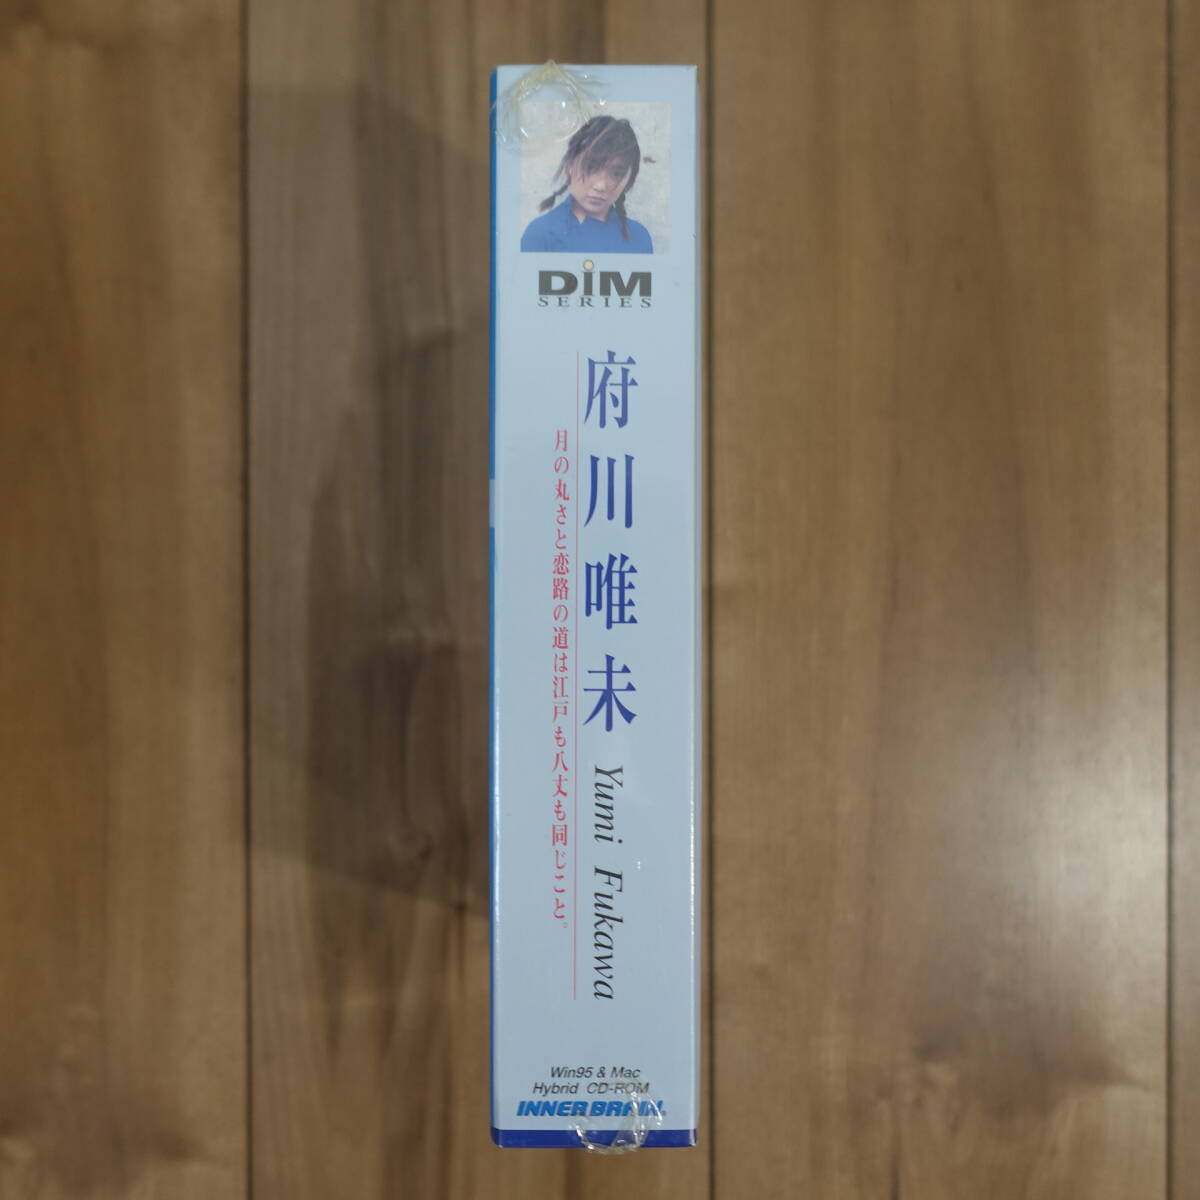 DiM
SERIES
府川唯未 Yumi Fukawa
月の丸さと恋路の道は江戸も八丈も同じこと。
Win95 & Mac
Hybrid CD-ROM
INNER BRAIN.